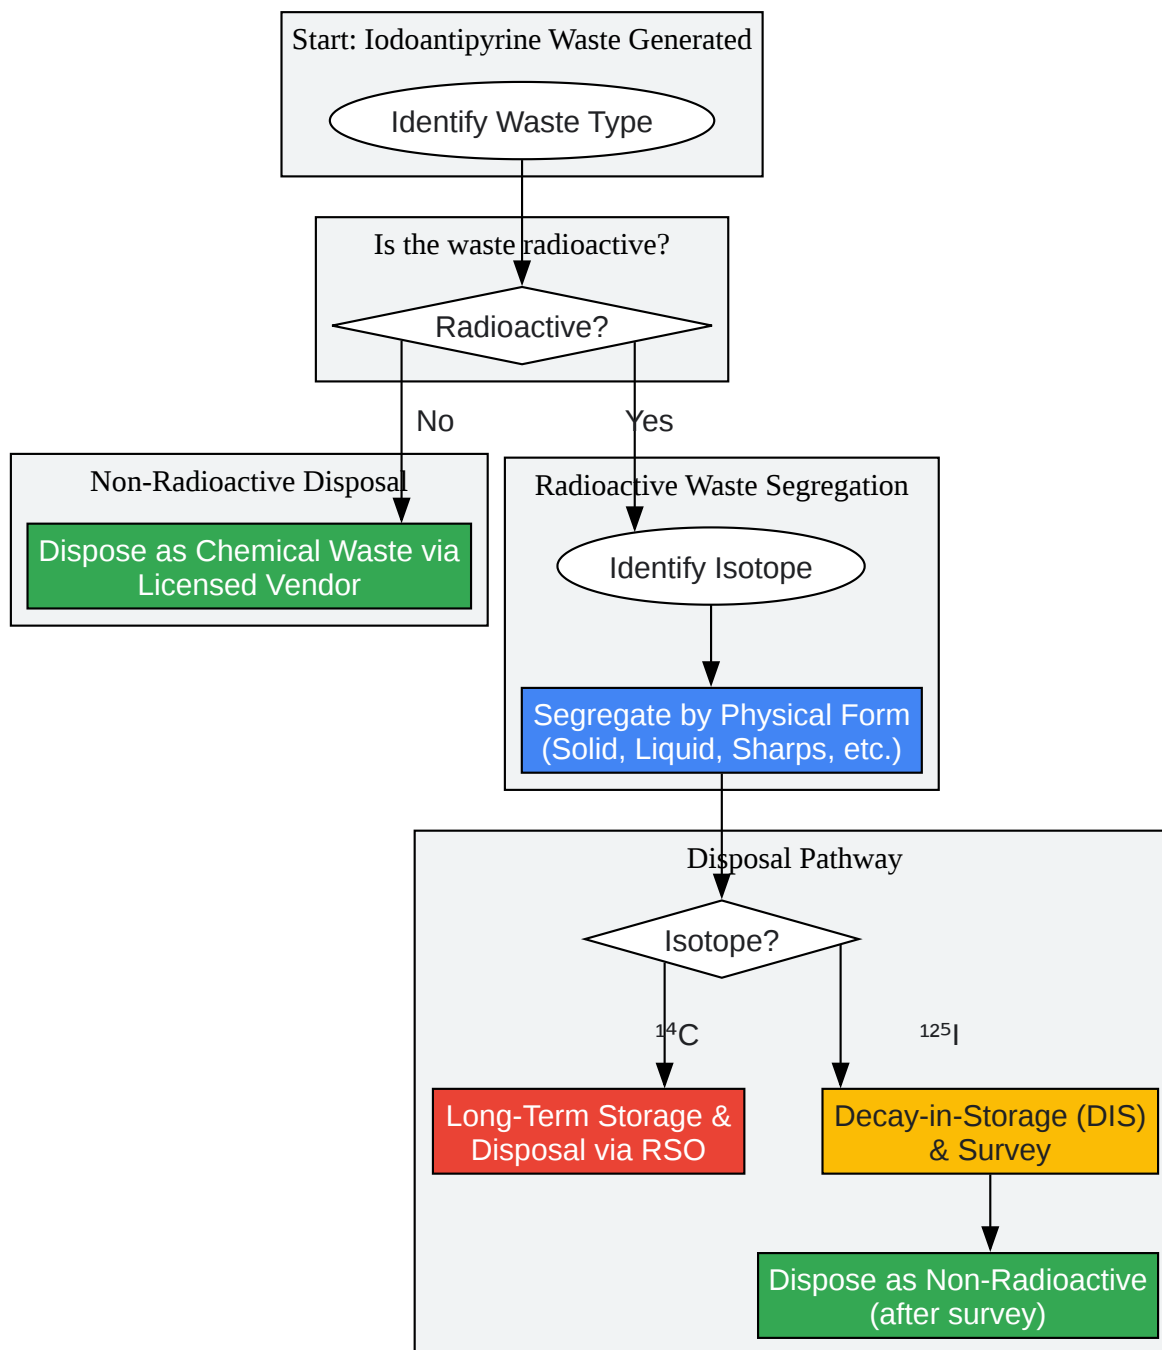 Start: Iodoantipyrine Waste Generated
Identify Waste Type
Is the waste radioactive?
Radioactive?
No
Yes
Non-Radioactive Disposal
Dispose as Chemical Waste via
Licensed Vendor
Radioactive Waste Segregation
Identify Isotope
Segregate by Physical Form
(Solid, Liquid, Sharps, etc.)
Disposal Pathway
Isotope?
¹⁴C
¹²⁵I
Long-Term Storage &
Disposal via RSO
Decay-in-Storage (DIS)
& Survey
Dispose as Non-Radioactive
(after survey)